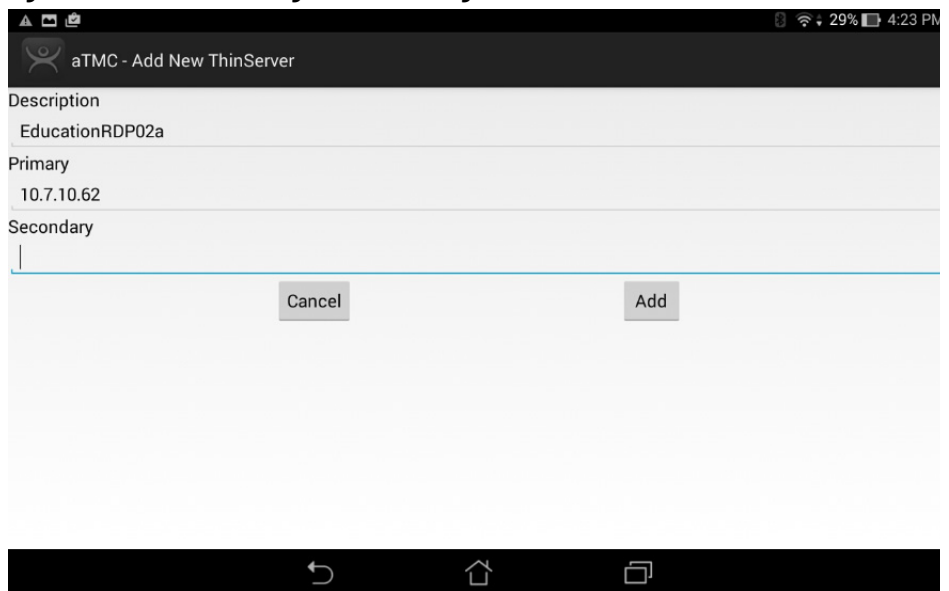 29% 4:23 PM
aTMC - Add New ThinServer
Description
EducationRDP02a
Primary
10.7.10.62
Secondary
Cancel Add